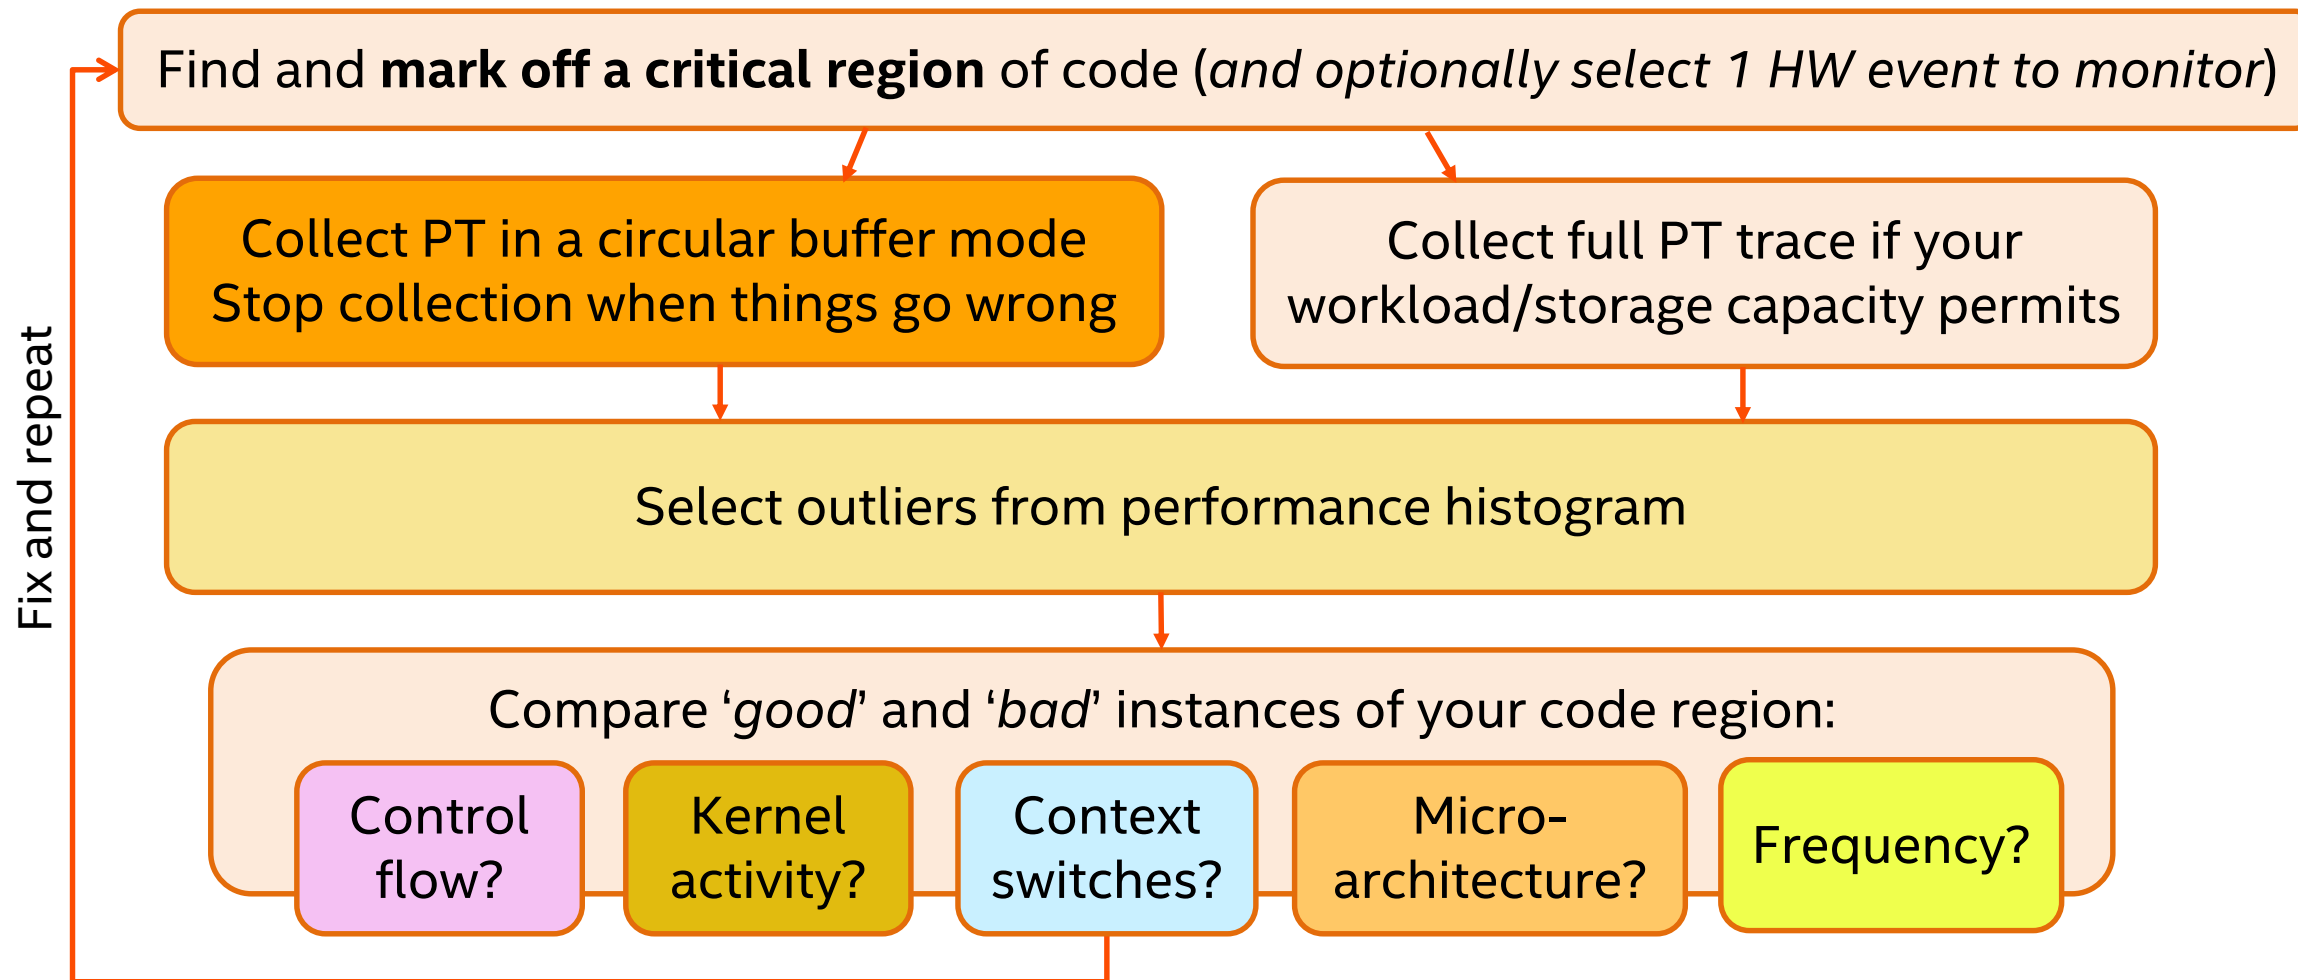 Find and mark off a critical region of code (and optionally select 1 HW event to monitor)
Collect PT in a circular buffer mode
Stop collection when things go wrong
Collect full PT trace if your
workload/storage capacity permits
Fix and repeat
Select outliers from performance histogram
Compare ‘good’ and ‘bad’ instances of your code region:
Control
flow?
Kernel
activity?
Context
switches?
Micro-
architecture?
Frequency?